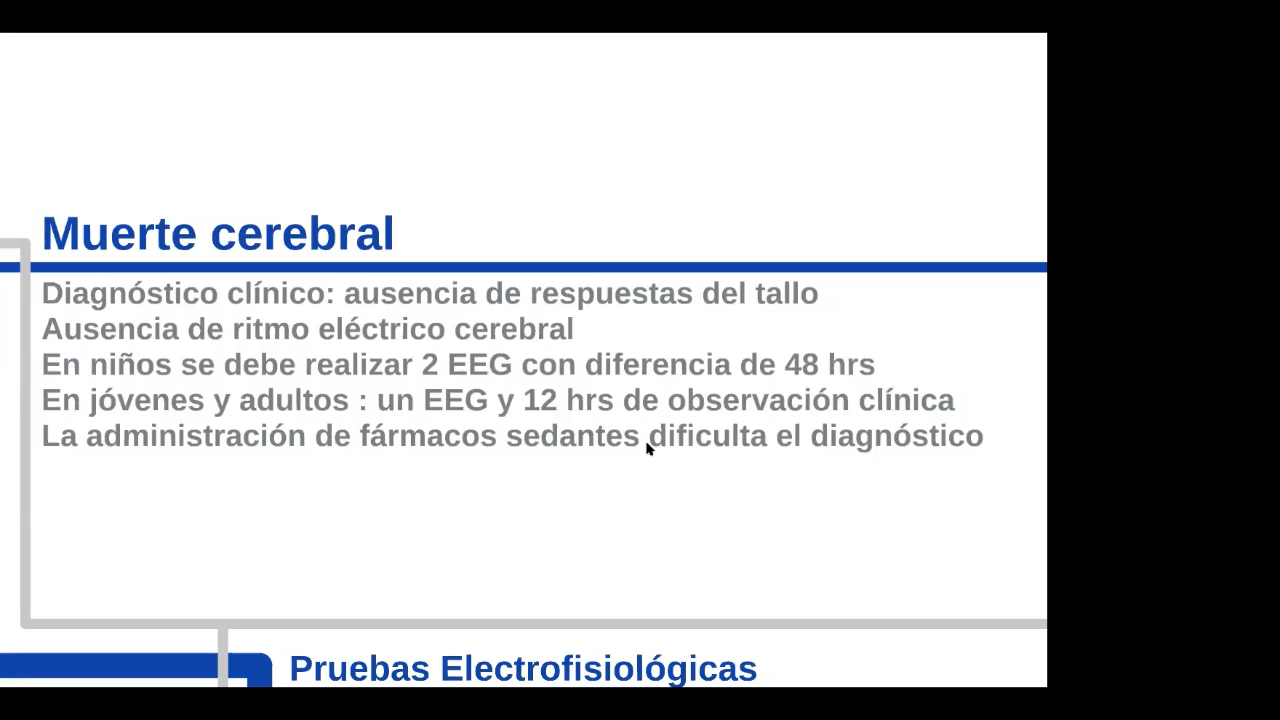 Muerte cerebral
Diagnóstico clínico: ausencia de respuestas del tallo
Ausencia de ritmo eléctrico cerebral
En niños se debe realizar 2 EEG con diferencia de 48 hrs
En jóvenes y adultos : un EEG y 12 hrs de observación clínica
La administración de fármacos sedantes dificulta el diagnóstico
Pruebas Electrofisiológicas